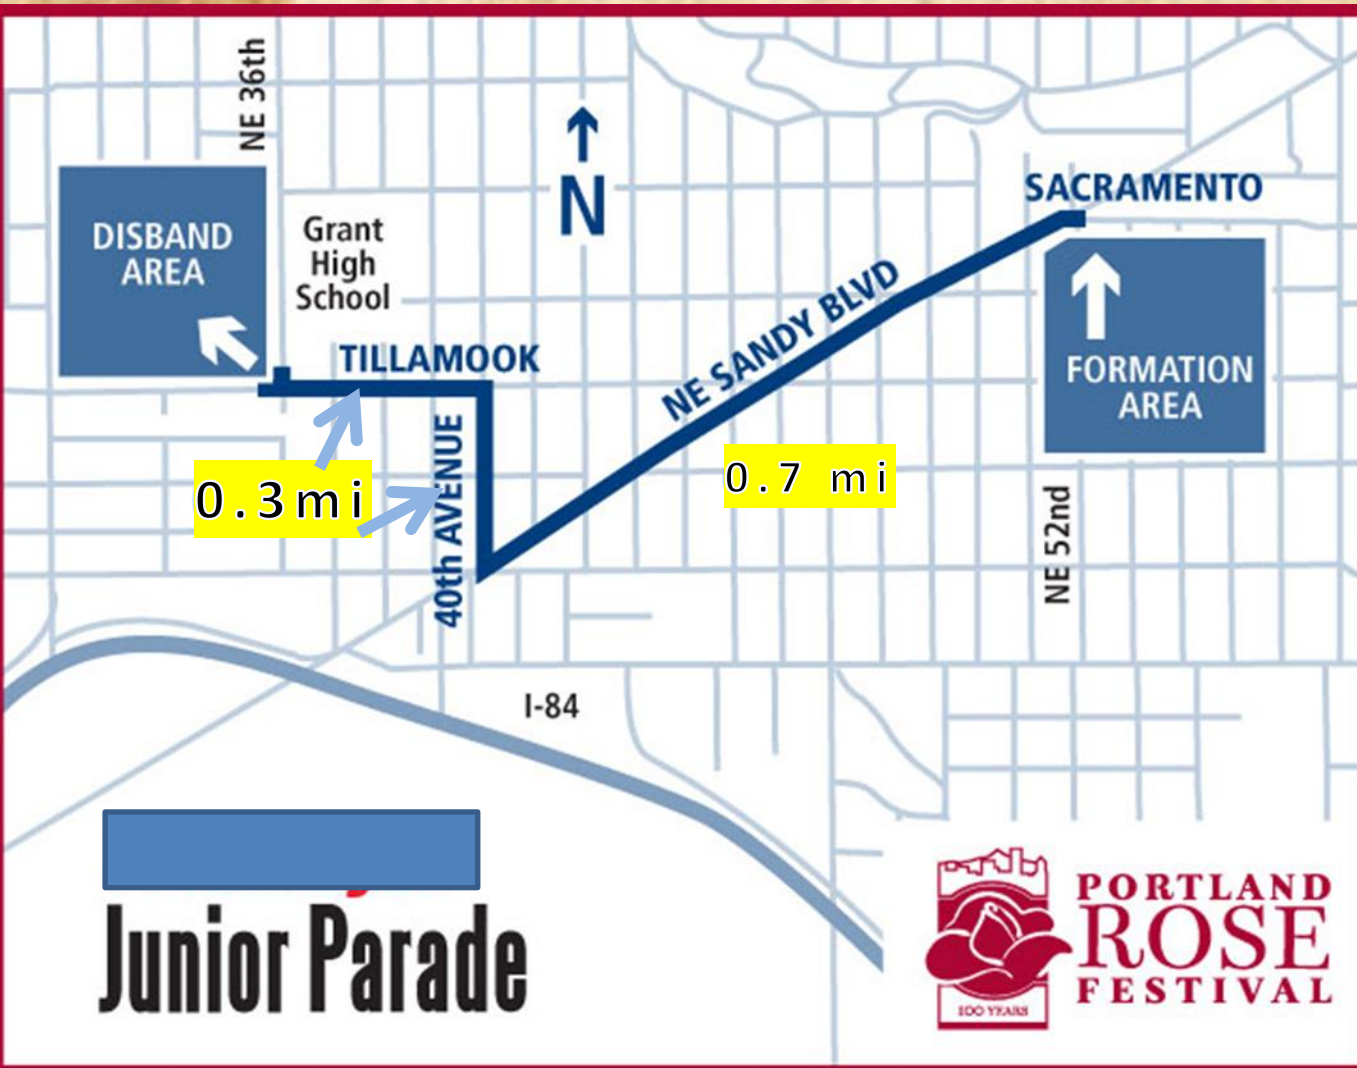 NE 36th
N
SACRAMENTO
DISBAND
AREA
Grant
High
School
NE SANDY BLVD
TILLAMOOK
FORMATION
AREA
40th AVENUE
0.3mi
0.7 mi
NE 52nd
I-84
Junior Parade
PORTLAND
ROSE
FESTIVAL
100 YEARS